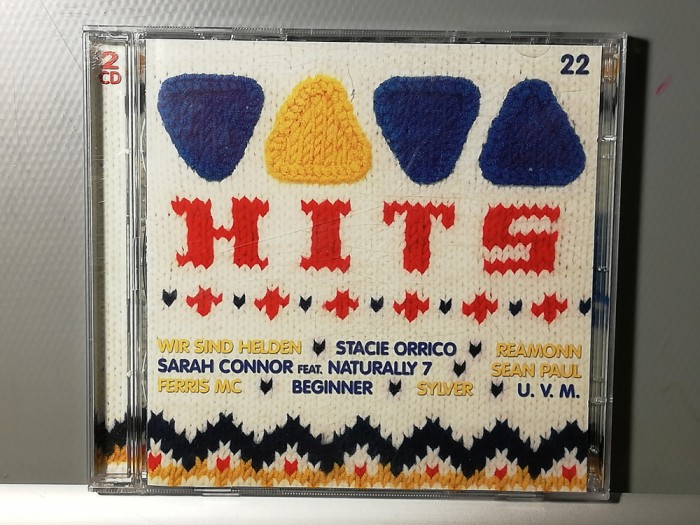 2
CD
22
HITS
WIR SIND HELDEN STACIE ORRICO REAMONN
SARAH CONNOR FEAT. NATURALLY 7 SEAN PAUL
FERRIS MC BEGINNER SYLVER U. V. M.